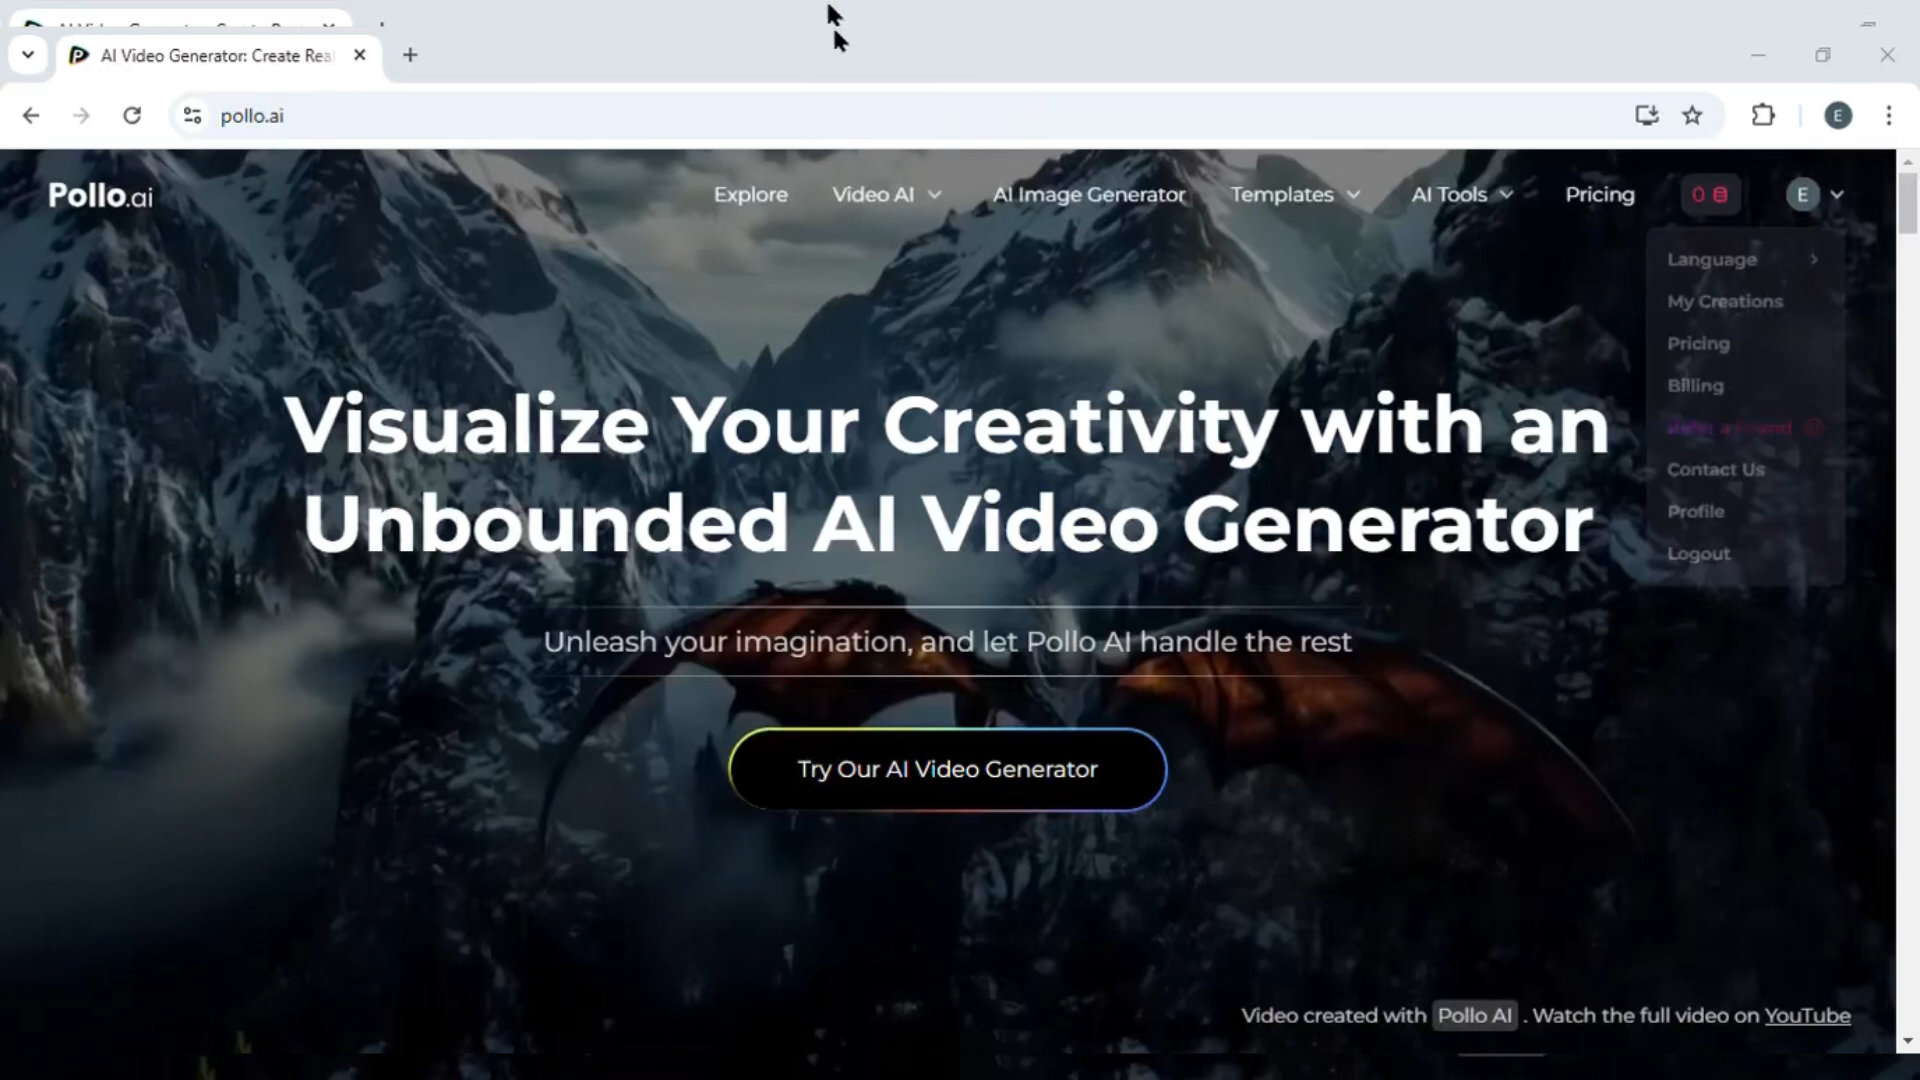 AI Video Generator: Create Rea
pollo.ai
E
Pollo.ai
Explore
Video AI
AI Image Generator
Templates
AI Tools
Pricing
0
E
Language
My Creations
Pricing
Billing
Refer a Friend
Contact Us
Profile
Logout
Visualize Your Creativity with an
Unbounded AI Video Generator
Unleash your imagination, and let Pollo AI handle the rest
Try Our AI Video Generator
Video created with Pollo AI . Watch the full video on YouTube